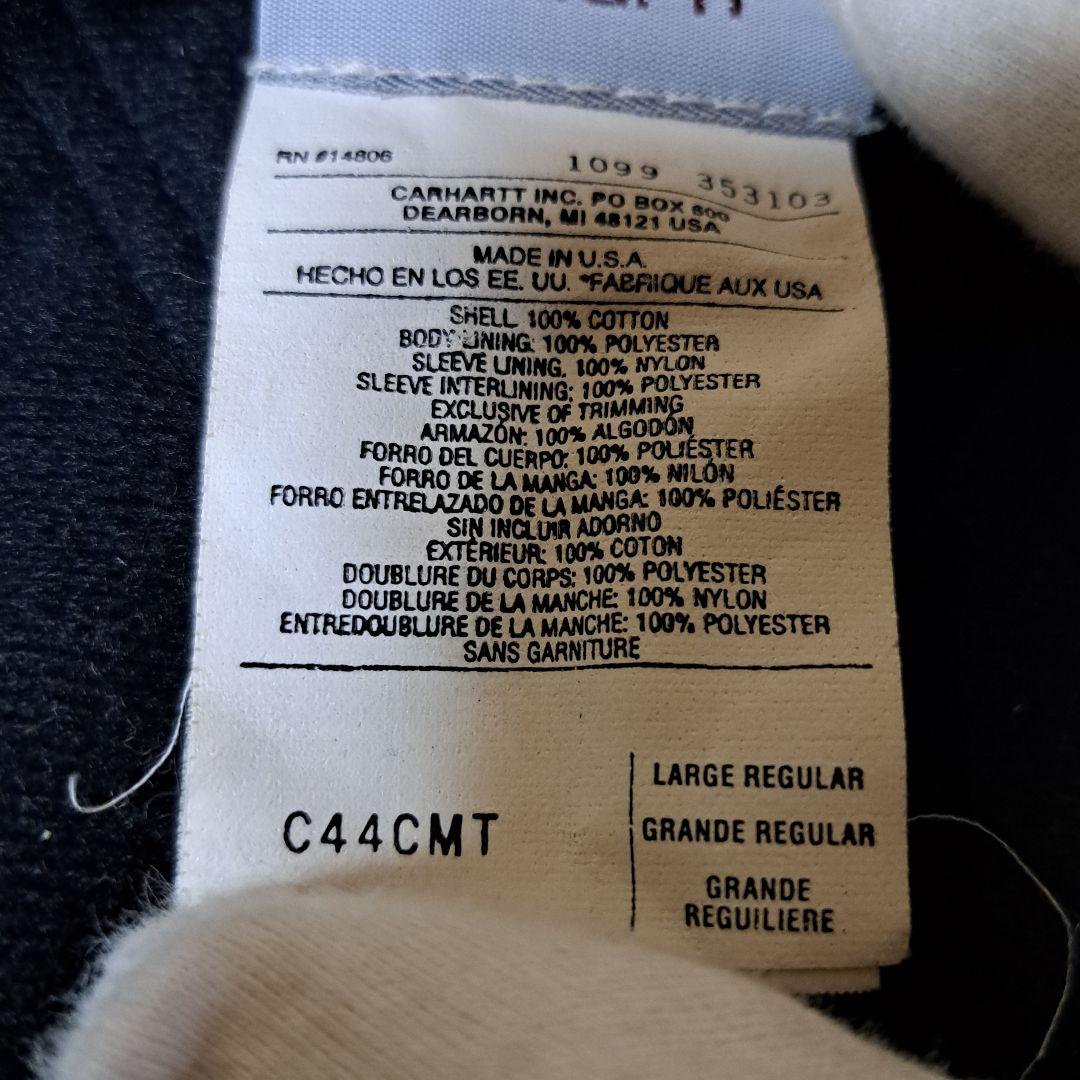 RN #14806 1099 353103
CARHARTT INC. PO BOX 600
DEARBORN, MI 48121 USA
MADE IN U.S.A.
HECHO EN LOS EE. UU. *FABRIQUE AUX USA
SHELL 100% COTTON
BODY LINING: 100% POLYESTER
SLEEVE LINING. 100% NYLON
SLEEVE INTERLINING: 100% POLYESTER
EXCLUSIVE OF TRIMMING
ARMAZÓN: 100% ALGODÓN
FORRO DEL CUERPO: 100% POLIÉSTER
FORRO DE LA MANGA: 100% NILÓN
FORRO ENTRELAZADO DE LA MANGA: 100% POLIÉSTER
SIN INCLUIR ADORNO
EXTÉRIEUR: 100% COTON
DOUBLURE DU CORPS: 100% POLYESTER
DOUBLURE DE LA MANCHE: 100% NYLON
ENTREDOUBLURE DE LA MANCHE: 100% POLYESTER
SANS GARNITURE
C44CMT
LARGE REGULAR
GRANDE REGULAR
GRANDE
REGUILIERE